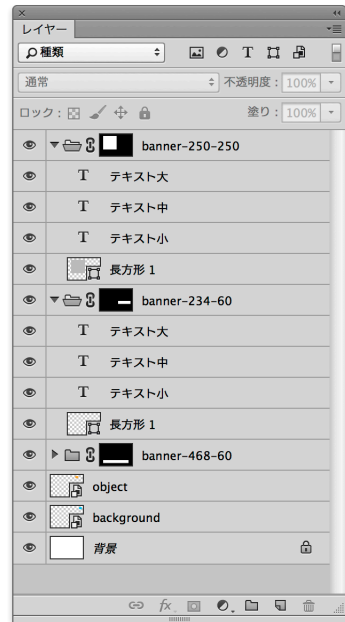 レイヤー
種類
T
通常
不透明度: 100%
ロック:
塗り: 100%
banner-250-250
T テキスト大
T テキスト中
T テキスト小
長方形 1
banner-234-60
T テキスト大
T テキスト中
T テキスト小
長方形 1
banner-468-60
object
background
背景
fx